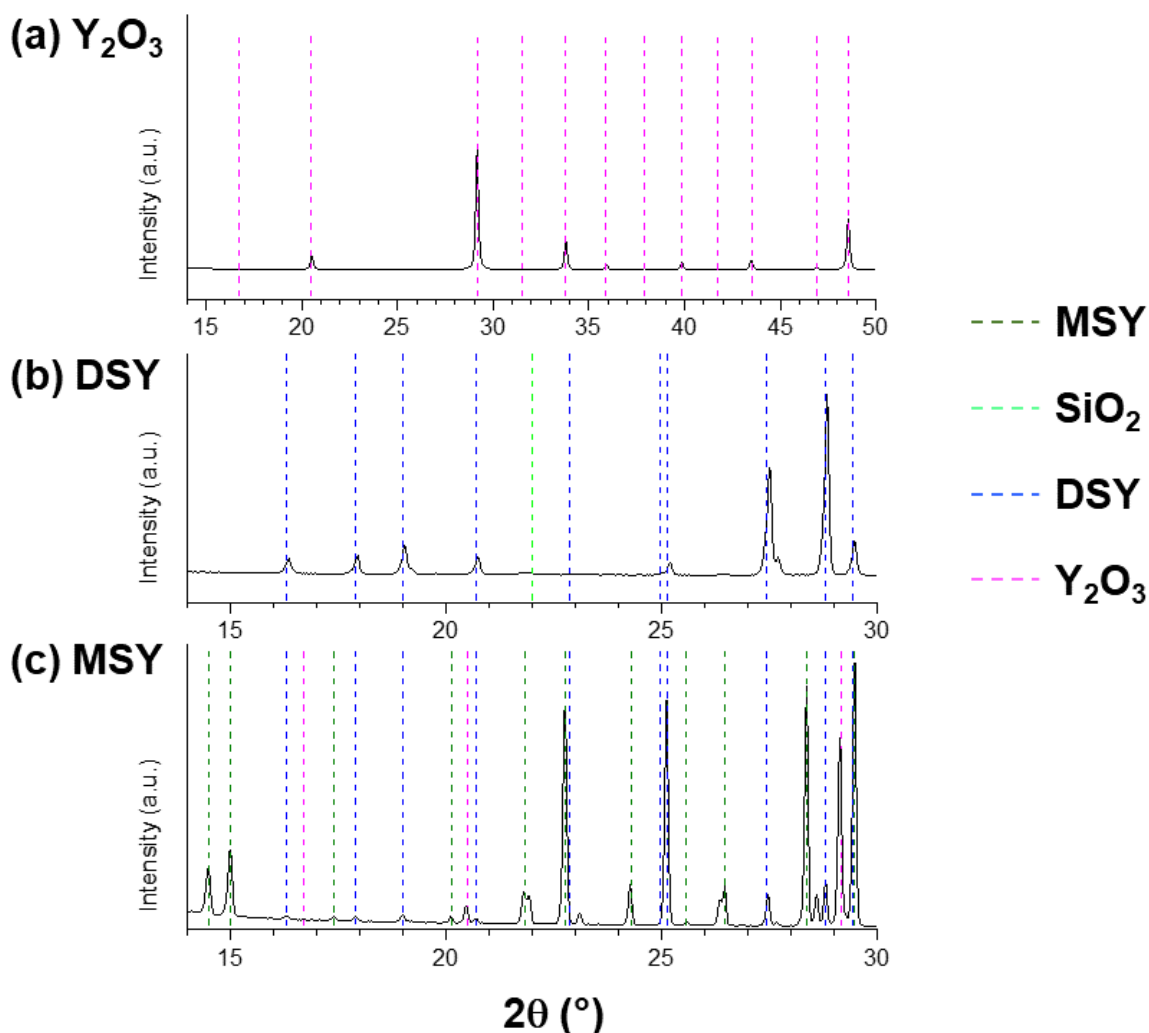 (a) Y₂O₃
Intensity (a.u.)
15 20 25 30 35 40 45 50
(b) DSY
Intensity (a.u.)
15 20 25 30
(c) MSY
Intensity (a.u.)
15 20 25 30
2θ (°)
MSY
SiO₂
DSY
Y₂O₃